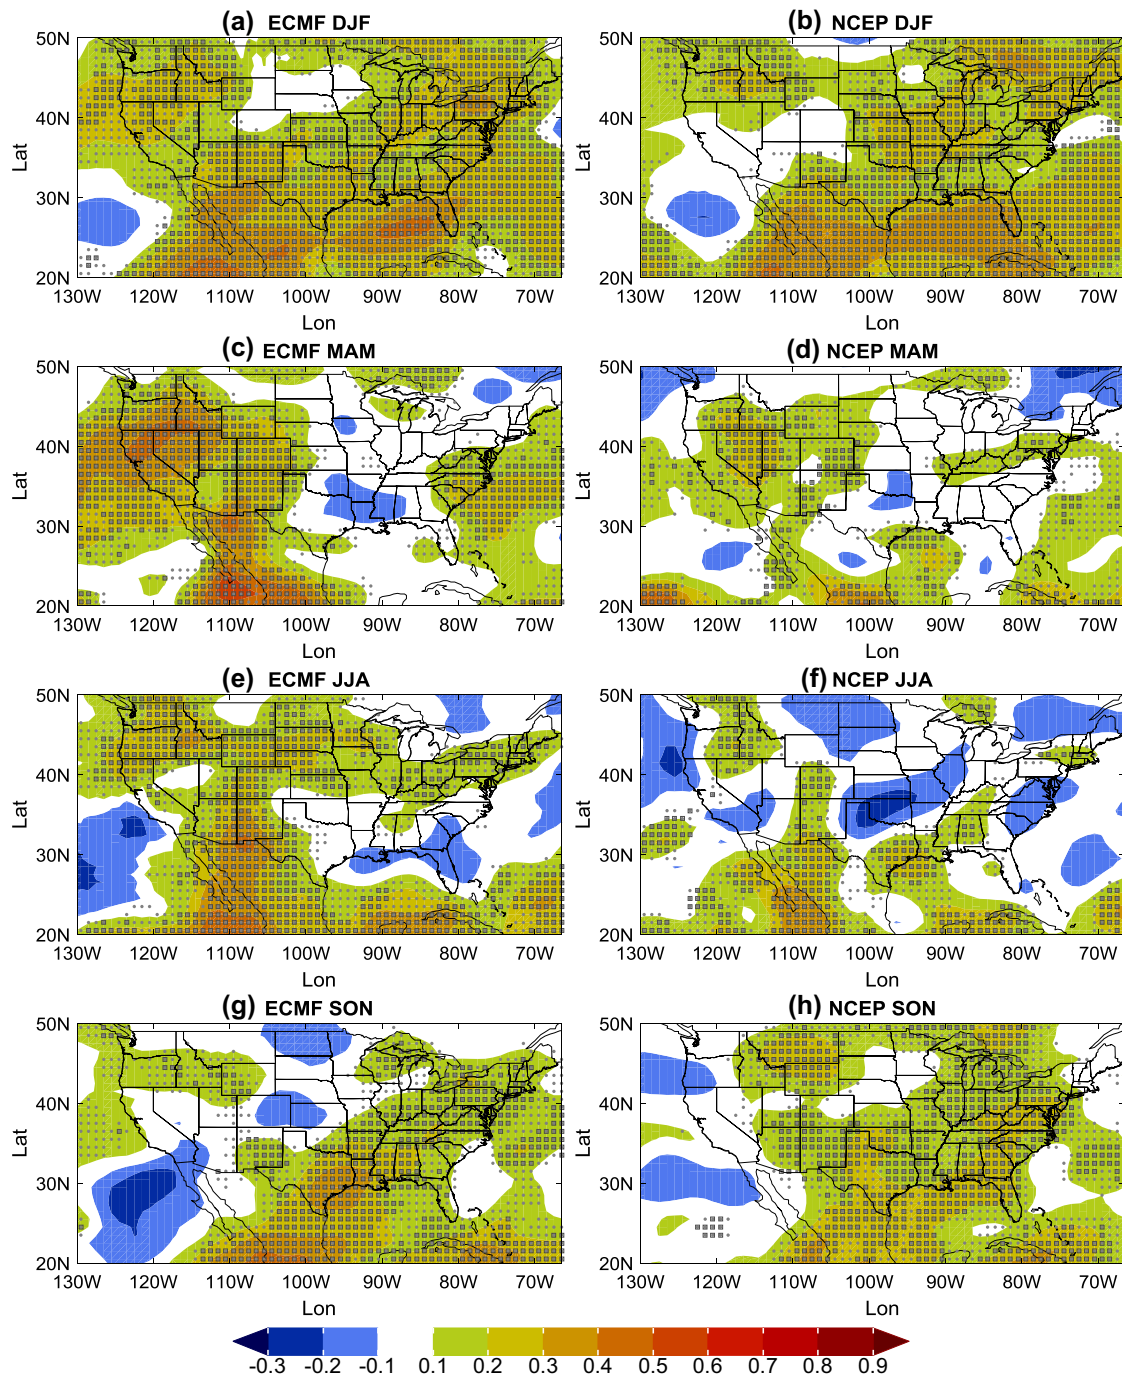 (a) ECMF DJF
(b) NCEP DJF
50N
40N
30N
20N
Lat
130W 120W 110W 100W 90W 80W 70W
Lon
50N
40N
30N
20N
Lat
130W 120W 110W 100W 90W 80W 70W
Lon
(c) ECMF MAM
(d) NCEP MAM
50N
40N
30N
20N
Lat
130W 120W 110W 100W 90W 80W 70W
Lon
50N
40N
30N
20N
Lat
130W 120W 110W 100W 90W 80W 70W
Lon
(e) ECMF JJA
(f) NCEP JJA
50N
40N
30N
20N
Lat
130W 120W 110W 100W 90W 80W 70W
Lon
50N
40N
30N
20N
Lat
130W 120W 110W 100W 90W 80W 70W
Lon
(g) ECMF SON
(h) NCEP SON
50N
40N
30N
20N
Lat
130W 120W 110W 100W 90W 80W 70W
Lon
50N
40N
30N
20N
Lat
130W 120W 110W 100W 90W 80W 70W
Lon
-0.3 -0.2 -0.1 0.1 0.2 0.3 0.4 0.5 0.6 0.7 0.8 0.9